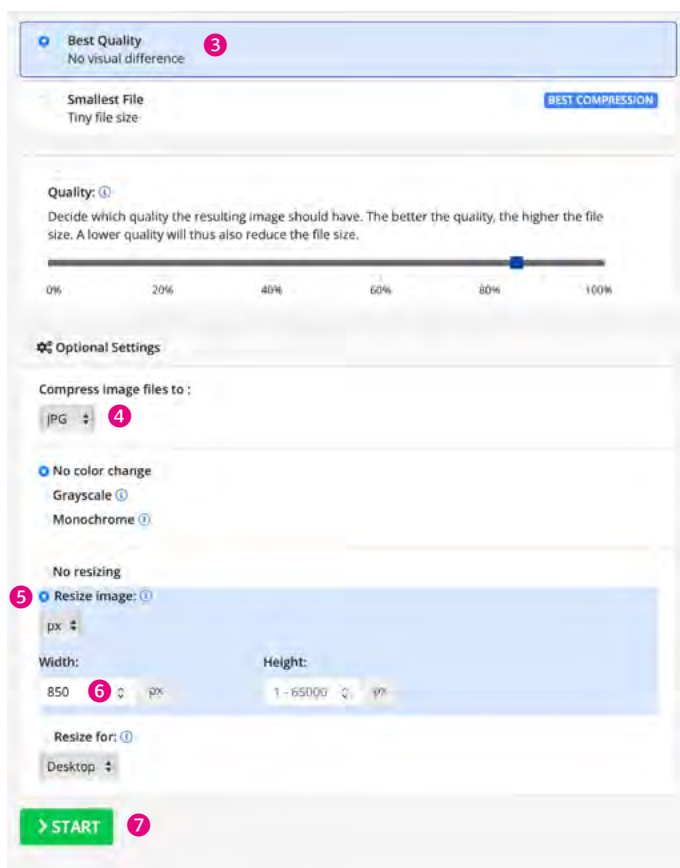 Best Quality
3
No visual difference
Smallest File
BEST COMPRESSION
Tiny file size
Quality:
Decide which quality the resulting image should have. The better the quality, the higher the file
size. A lower quality will thus also reduce the file size.
0% 20% 40% 60% 80% 100%
Optional Settings
Compress image files to :
JPG 4
No color change
Grayscale
Monochrome
No resizing
5 Resize image:
px
Width: Height:
850 6 px 1 - 65000 px
Resize for:
Desktop
START 7